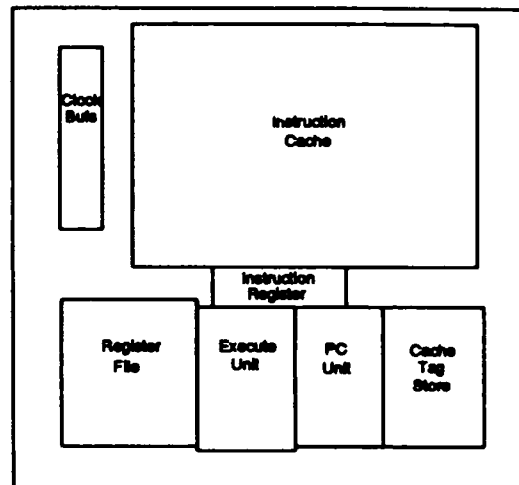 Clock
Bufs
Instruction
Cache
Instruction
Register
Register
File
Execute
Unit
PC
Unit
Cache
Tag
Store